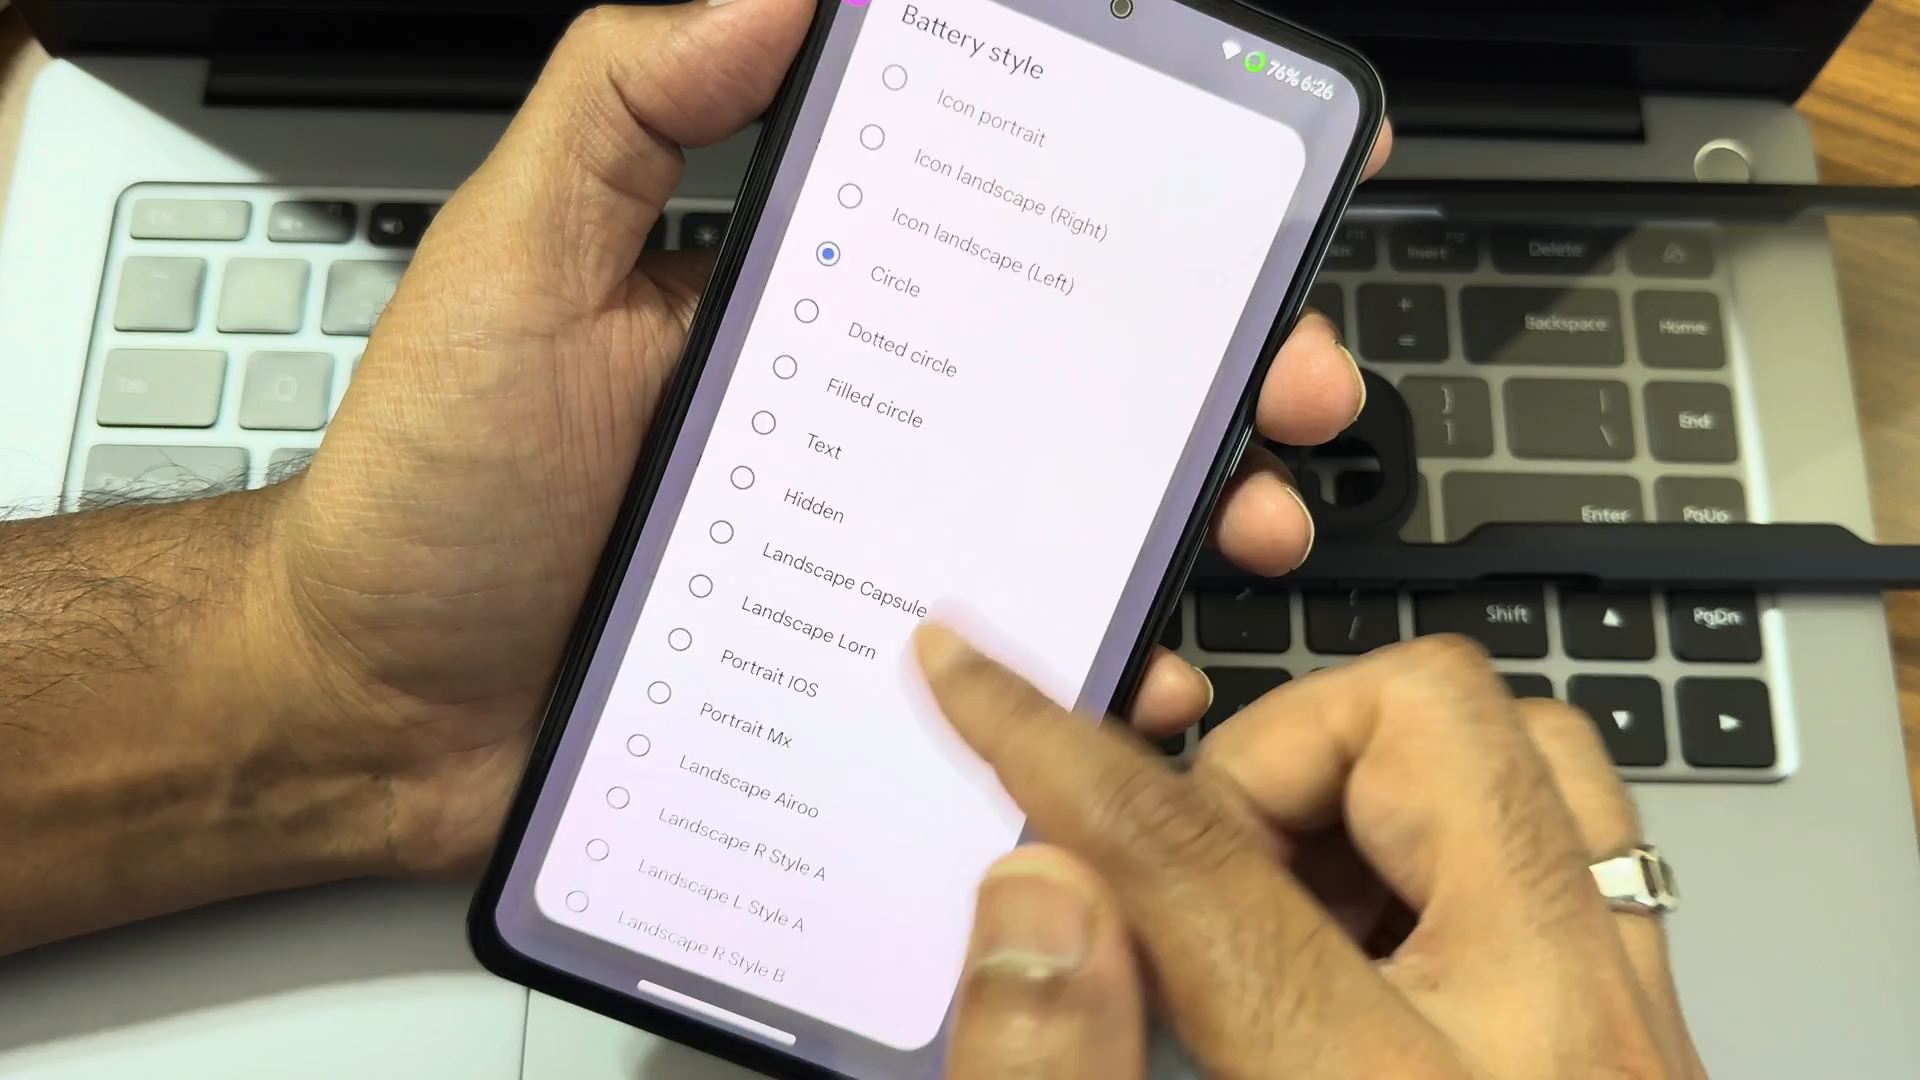 Battery style
76% 6:26
Icon portrait
Icon landscape (Right)
Icon landscape (Left)
Circle
Dotted circle
Filled circle
Text
Hidden
Landscape Capsule
Landscape Lorn
Portrait IOS
Portrait Mx
Landscape Airoo
Landscape R Style A
Landscape L Style A
Landscape R Style B
ESC
Tab
Q
Insert
Delete
+
=
Backspace
Home
}
]
|
\
End
Enter
PgUp
Shift
PgDn